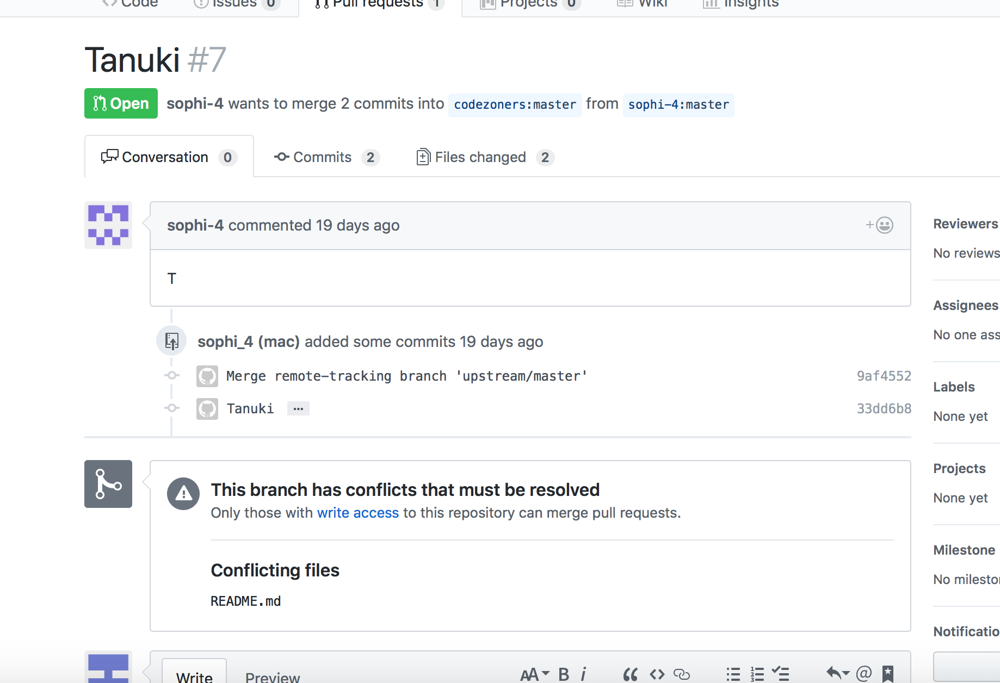 Code Issues 0 Pull requests 1 Projects 0 Wiki Insights
Tanuki #7
Open sophi-4 wants to merge 2 commits into codezoners:master from sophi-4:master
Conversation 0 Commits 2 Files changed 2
sophi-4 commented 19 days ago
T
sophi_4 (mac) added some commits 19 days ago
Merge remote-tracking branch 'upstream/master' 9af4552
Tanuki ... 33dd6b8
This branch has conflicts that must be resolved
Only those with write access to this repository can merge pull requests.
Conflicting files
README.md
Write Preview AA B i
Reviewers
No reviews
Assignees
No one ass
Labels
None yet
Projects
None yet
Milestone
No milesto
Notificatio